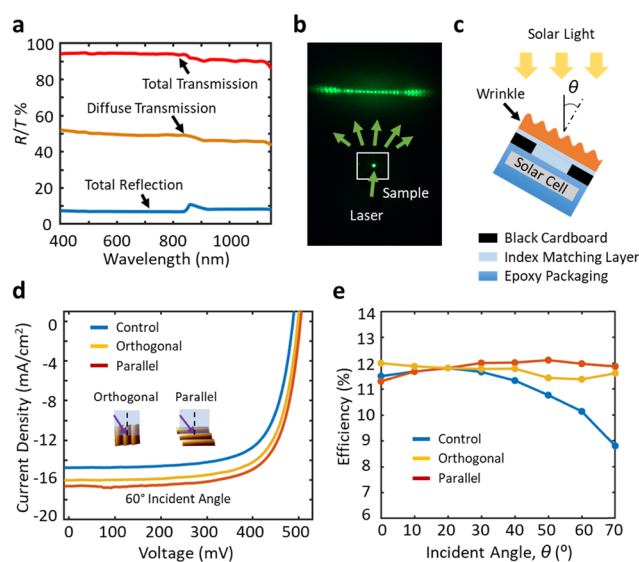 a
100
80
60
40
20
0
R/T %
Total Transmission
Diffuse Transmission
Total Reflection
400
600
800
1000
Wavelength (nm)
b
Sample
Laser
c
Solar Light
θ
Wrinkle
Solar Cell
Black Cardboard
Index Matching Layer
Epoxy Packaging
d
0
-4
-8
-12
-16
-20
Current Density (mA/cm2)
Control
Orthogonal
Parallel
Orthogonal Parallel
60° Incident Angle
0 100 200 300 400 500
Voltage (mV)
e
14
13
12
11
10
9
8
7
6
Efficiency (%)
Control
Orthogonal
Parallel
0 10 20 30 40 50 60 70
Incident Angle, θ (°)